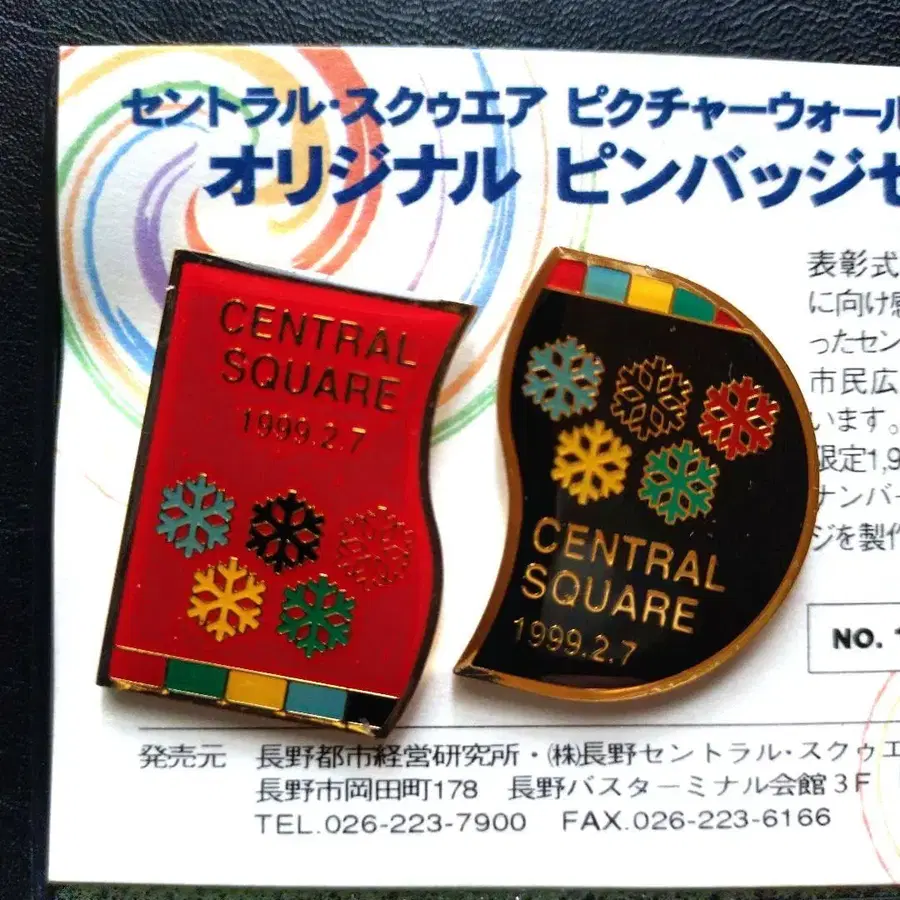 セントラル・スクゥエア ピクチャーウォール
オリジナル ピンバッジセ
表彰式
に向け感
ったセン
市民広
います。
限定1,9
ナンバー
ジを製作
CENTRAL
SQUARE
1999.2.7
CENTRAL
SQUARE
1999.2.7
NO. 1
発売元 長野都市経営研究所・㈱長野セントラル・スクゥエ
長野市岡田町178 長野バスターミナル会館3F
TEL.026-223-7900 FAX.026-223-6166